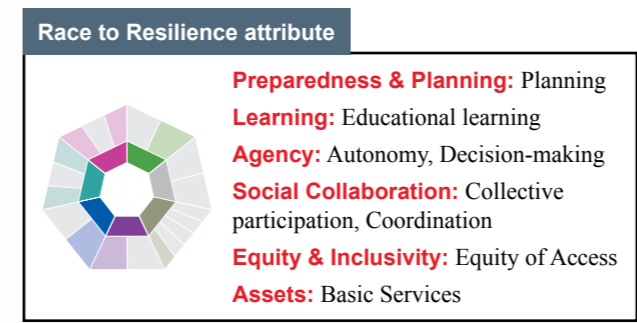 Race to Resilience attribute
Preparedness & Planning: Planning
Learning: Educational learning
Agency: Autonomy, Decision-making
Social Collaboration: Collective
participation, Coordination
Equity & Inclusivity: Equity of Access
Assets: Basic Services